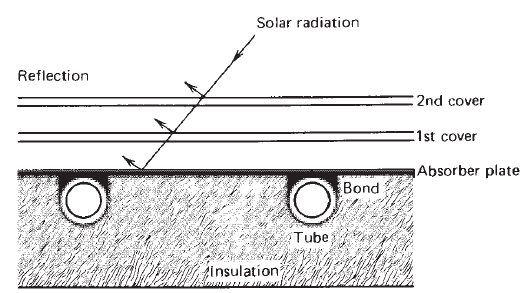 Solar radiation
Reflection
2nd cover
1st cover
Absorber plate
Bond
Tube
Insulation